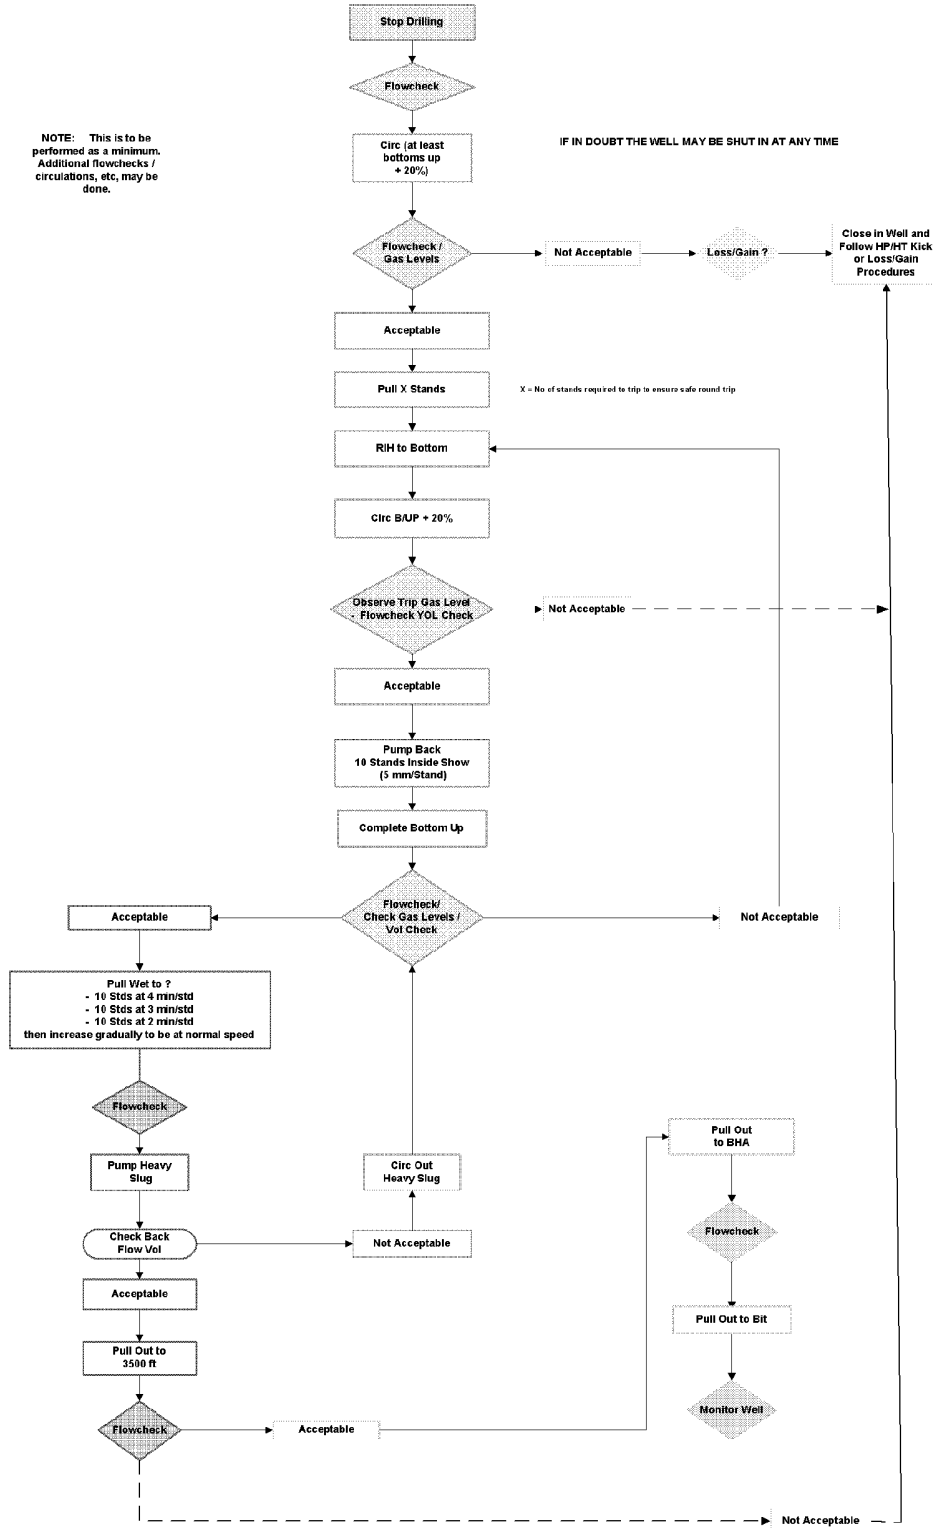 Stop Drilling
Flowcheck
NOTE: This is to be
performed as a minimum.
Additional flowchecks /
circulations, etc, may be
done.
Circ (at least
bottoms up
+ 20%)
IF IN DOUBT THE WELL MAY BE SHUT IN AT ANY TIME
Flowcheck /
Gas Levels
Not Acceptable
Loss/Gain ?
Close in Well and
Follow HP/HT Kick
or Loss/Gain
Procedures
Acceptable
Pull X Stands
X = No of stands required to trip to ensure safe round trip
RIH to Bottom
Circ B/UP + 20%
Observe Trip Gas Level
- Flowcheck YOL Check
Not Acceptable
Acceptable
Pump Back
10 Stands Inside Show
(5 mm/Stand)
Complete Bottom Up
Flowcheck/
Check Gas Levels /
Vol Check
Acceptable
Not Acceptable
Pull Wet to ?
- 10 Stds at 4 min/std
- 10 Stds at 3 min/std
- 10 Stds at 2 min/std
then increase gradually to be at normal speed
Flowcheck
Pump Heavy
Slug
Circ Out
Heavy Slug
Check Back
Flow Vol
Not Acceptable
Acceptable
Pull Out to
3500 ft
Flowcheck
Acceptable
Pull Out
to BHA
Flowcheck
Pull Out to Bit
Monitor Well
Not Acceptable